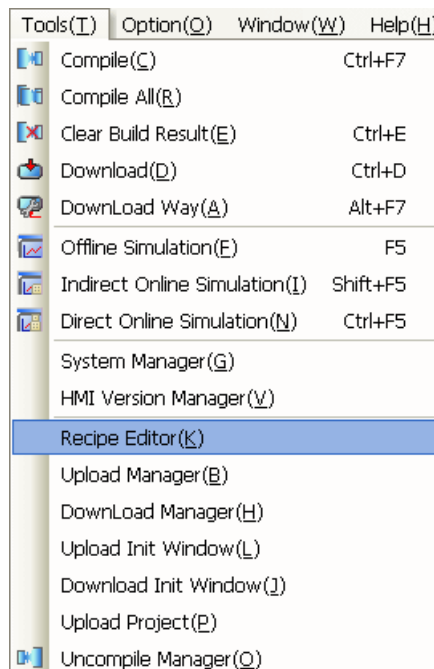 Tools(T) Option(O) Window(W) Help(H)
Compile(C) Ctrl+F7
Compile All(R)
Clear Build Result(E) Ctrl+E
Download(D) Ctrl+D
DownLoad Way(A) Alt+F7
Offline Simulation(F) F5
Indirect Online Simulation(I) Shift+F5
Direct Online Simulation(N) Ctrl+F5
System Manager(G)
HMI Version Manager(V)
Recipe Editor(K)
Upload Manager(B)
DownLoad Manager(H)
Upload Init Window(L)
Download Init Window(J)
Upload Project(P)
Uncompile Manager(O)